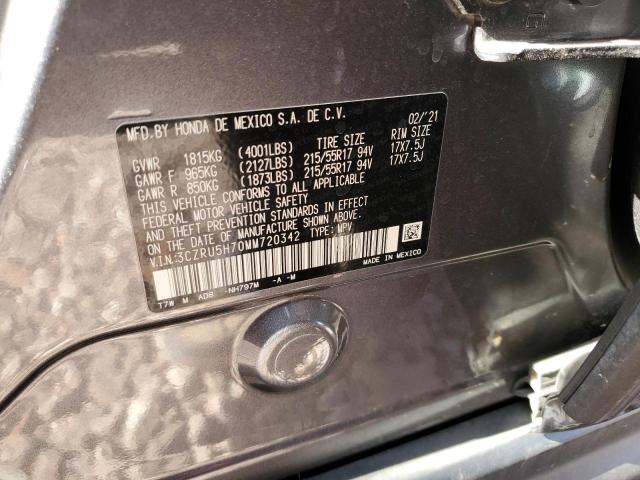 MFD.BY HONDA DE MEXICO S.A. DE C.V. 02/'21
GVWR 1815KG (4001LBS) TIRE SIZE RIM SIZE
GAWR F 965KG (2127LBS) 215/55R17 94V 17X7.5J
GAWR R 850KG (1873LBS) 215/55R17 94V 17X7.5J
THIS VEHICLE CONFORMS TO ALL APPLICABLE
FEDERAL MOTOR VEHICLE SAFETY
AND THEFT PREVENTION STANDARDS IN EFFECT
ON THE DATE OF MANUFACTURE SHOWN ABOVE.
VIN:3CZRU5H70MM720342 TYPE: MPV
MADE IN MEXICO
T7W M ADB -NH797M -A -M